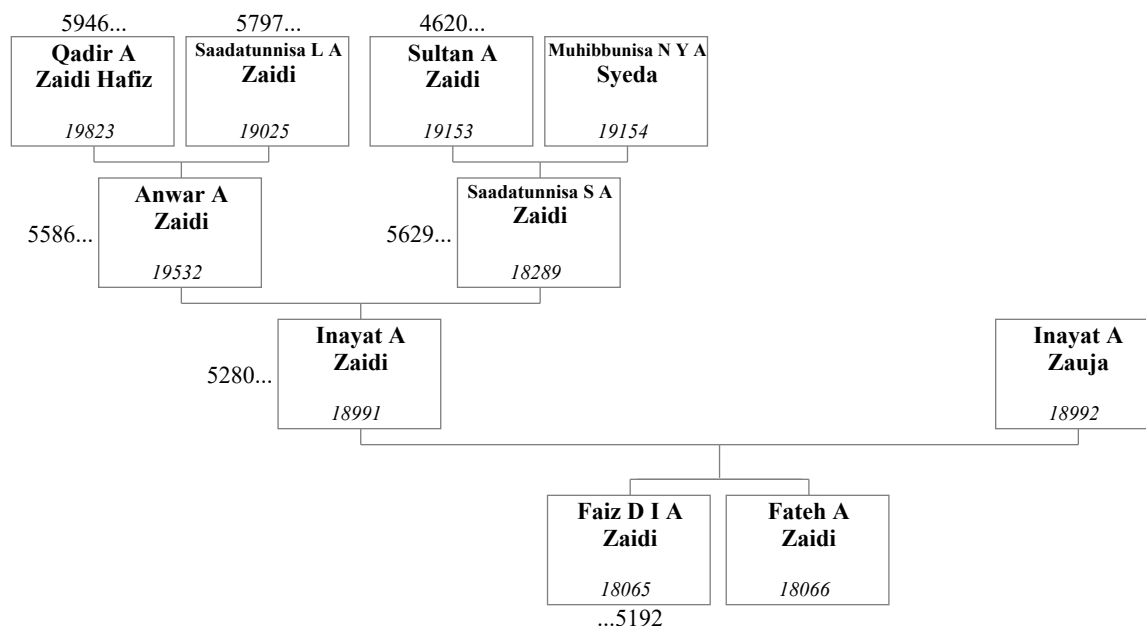 5946...
5797...
4620...
Qadir A
Zaidi Hafiz
19823
Saadatunnisa L A
Zaidi
19025
Sultan A
Zaidi
19153
Muhibbunisa N Y A
Syeda
19154
5586...
Anwar A
Zaidi
19532
5629...
Saadatunnisa S A
Zaidi
18289
5280...
Inayat A
Zaidi
18991
Inayat A
Zauja
18992
Faiz D I A
Zaidi
18065
Fateh A
Zaidi
18066
...5192